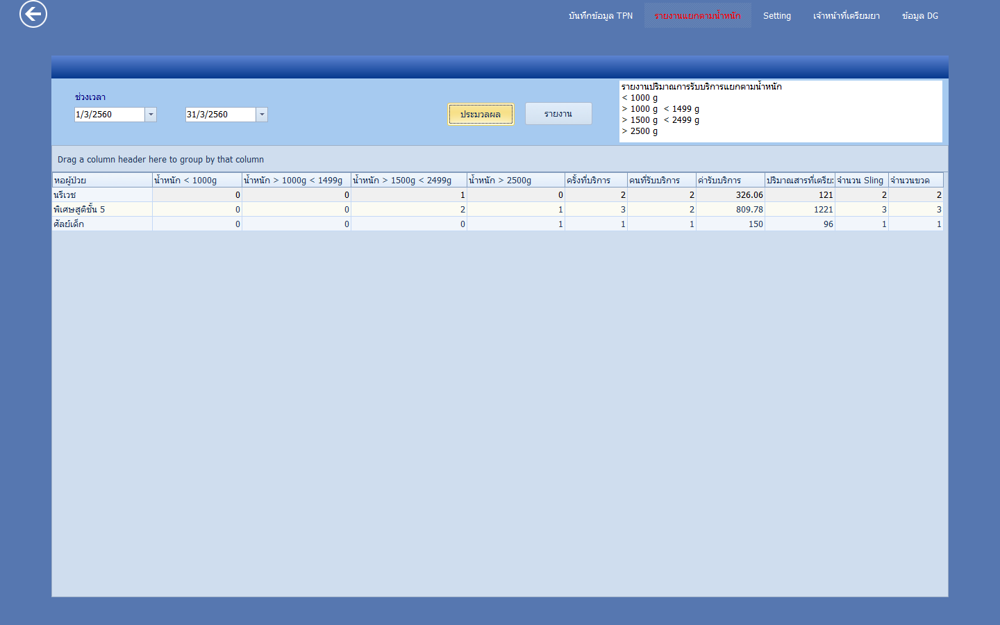 บันทึกข้อมูล TPN รายงานแยกตามน้ำหนัก Setting เจ้าหน้าที่เตรียมยา ข้อมูล DG
ช่วงเวลา
1/3/2560 31/3/2560
ประมวลผล รายงาน
รายงานปริมาณการรับบริการแยกตามน้ำหนัก
< 1000 g
> 1000 g < 1499 g
> 1500 g < 2499 g
> 2500 g
Drag a column header here to group by that column
หอผู้ป่วย น้ำหนัก < 1000g น้ำหนัก > 1000g < 1499g น้ำหนัก > 1500g < 2499g น้ำหนัก > 2500g ครั้งที่บริการ คนที่รับบริการ ค่ารับบริการ ปริมาณสารที่เตรีย: จำนวน Sling จำนวนขวด
นรีเวช 0 0 1 0 2 2 326.06 121 2 2
พิเศษสูติชั้น 5 0 0 2 1 3 2 809.78 1221 3 3
ศัลย์เด็ก 0 0 0 1 1 1 150 96 1 1